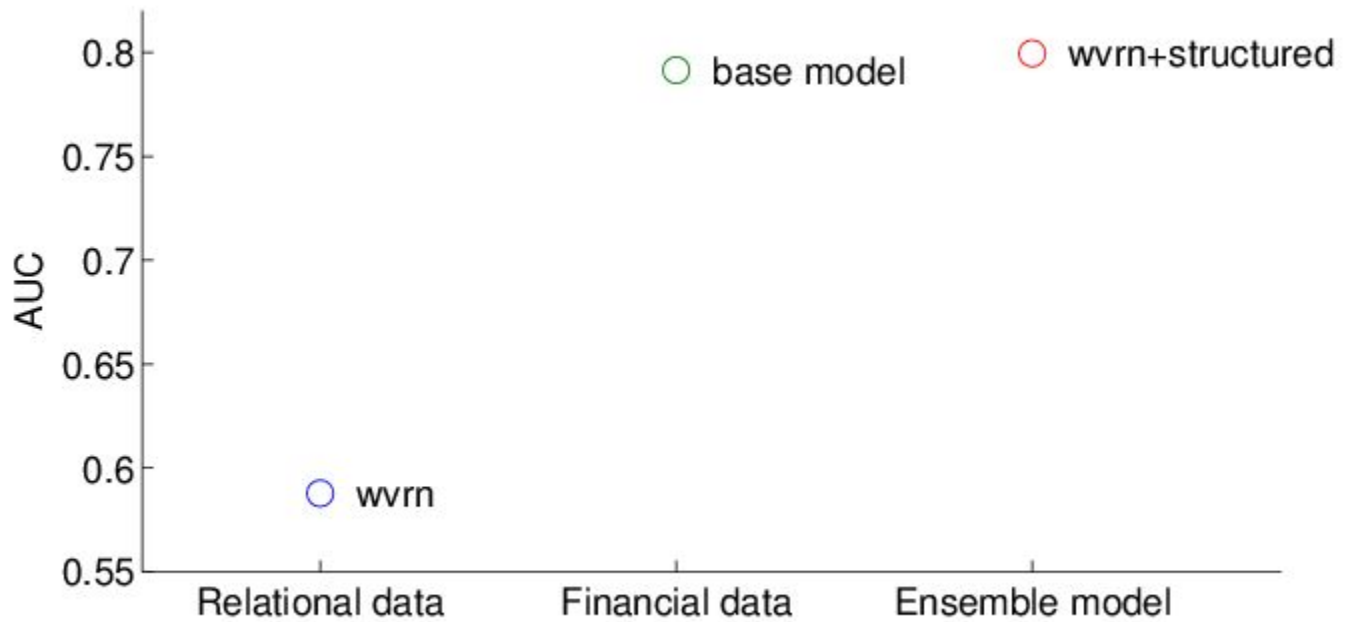 AUC
0.8
0.75
0.7
0.65
0.6
0.55
wvrn
base model
wvrn+structured
Relational data
Financial data
Ensemble model